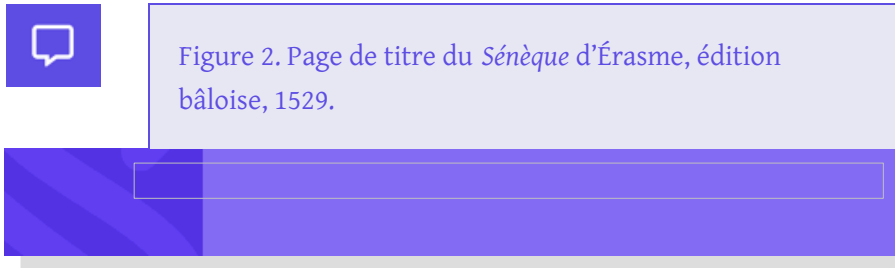 Figure 2. Page de titre du Sénèque d’Érasme, édition
bâloise, 1529.